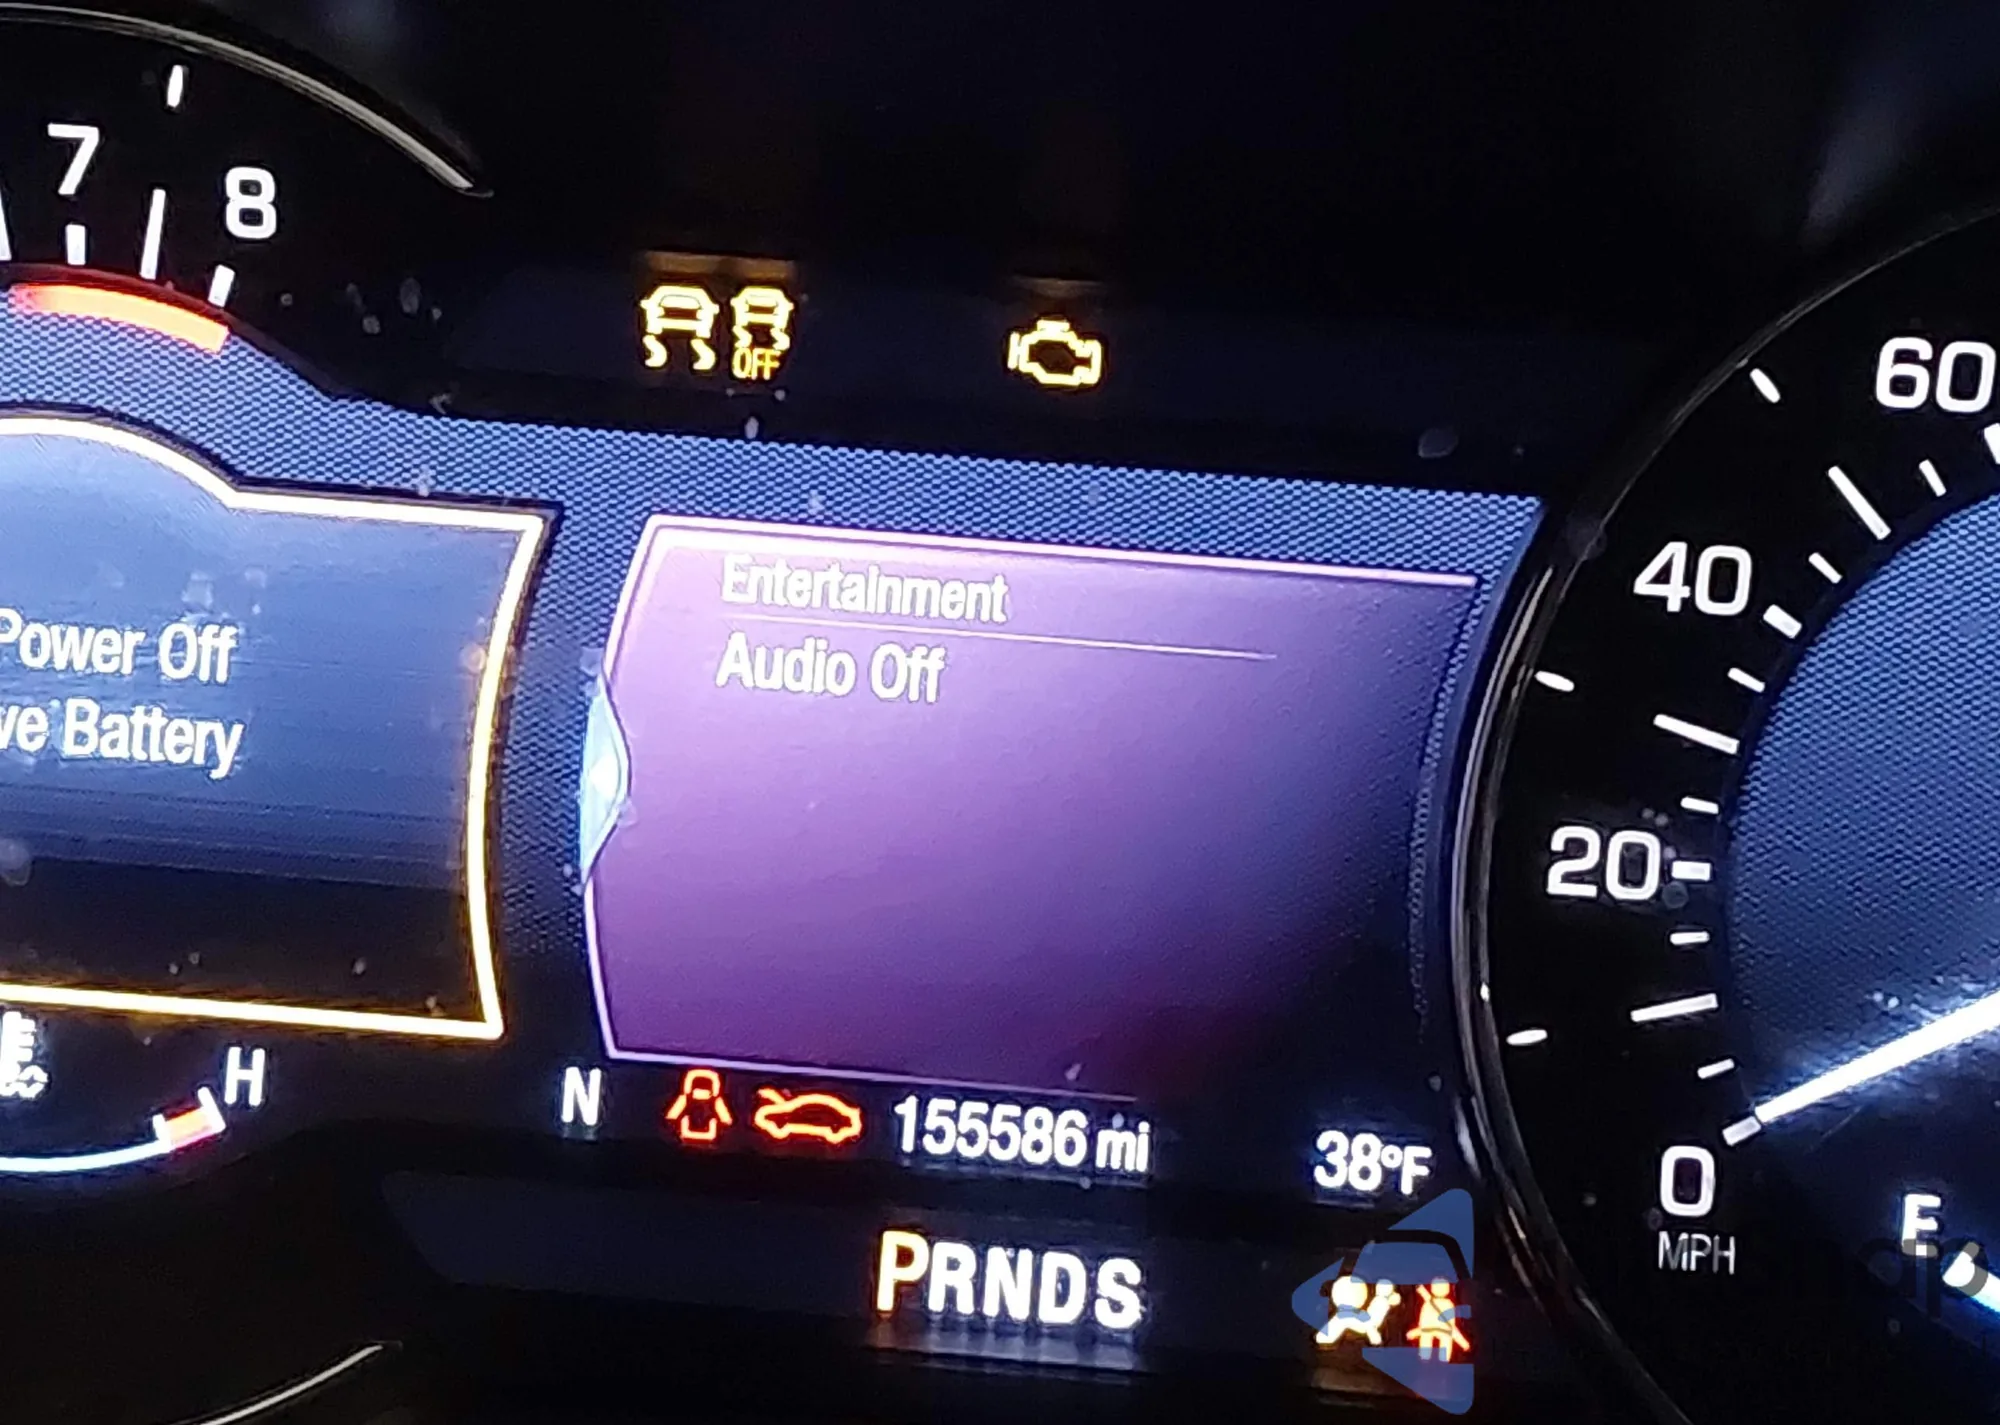 7
8
OFF
60
Entertainment
Power Off
Audio Off
40
ve Battery
20
H
N
155586 mi
38°F
0
MPH
E
PRNDS